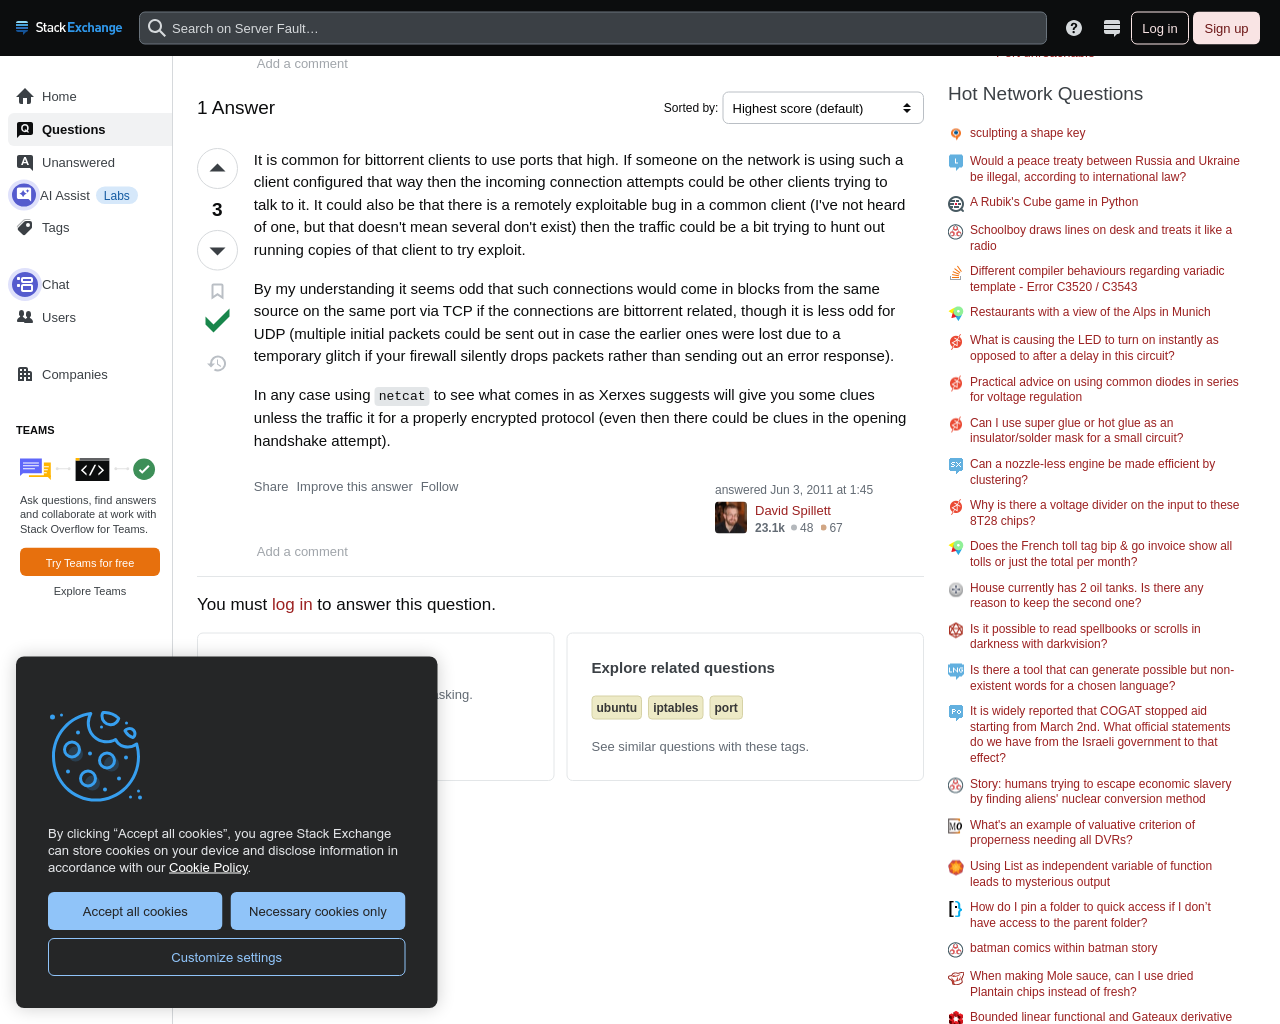 StackExchange
Search on Server Fault…
Log in
Sign up
Home
Questions
Unanswered
AI Assist
Labs
Tags
Chat
Users
Companies
TEAMS
Ask questions, find answers
and collaborate at work with
Stack Overflow for Teams.
Try Teams for free
Explore Teams
Add a comment
1 Answer
Sorted by:
Highest score (default)
3
It is common for bittorrent clients to use ports that high. If someone on the network is using such a
client configured that way then the incoming connection attempts could be other clients trying to
talk to it. It could also be that there is a remotely exploitable bug in a common client (I've not heard
of one, but that doesn't mean several don't exist) then the traffic could be a bit trying to hunt out
running copies of that client to try exploit.
By my understanding it seems odd that such connections would come in blocks from the same
source on the same port via TCP if the connections are bittorrent related, though it is less odd for
UDP (multiple initial packets could be sent out in case the earlier ones were lost due to a
temporary glitch if your firewall silently drops packets rather than sending out an error response).
In any case using netcat to see what comes in as Xerxes suggests will give you some clues
unless the traffic it for a properly encrypted protocol (even then there could be clues in the opening
handshake attempt).
Share Improve this answer Follow
answered Jun 3, 2011 at 1:45
David Spillett
23.1k 48 67
Add a comment
You must log in to answer this question.
asking.
Explore related questions
ubuntu iptables port
See similar questions with these tags.
Hot Network Questions
sculpting a shape key
Would a peace treaty between Russia and Ukraine
be illegal, according to international law?
A Rubik's Cube game in Python
Schoolboy draws lines on desk and treats it like a
radio
Different compiler behaviours regarding variadic
template - Error C3520 / C3543
Restaurants with a view of the Alps in Munich
What is causing the LED to turn on instantly as
opposed to after a delay in this circuit?
Practical advice on using common diodes in series
for voltage regulation
Can I use super glue or hot glue as an
insulator/solder mask for a small circuit?
Can a nozzle-less engine be made efficient by
clustering?
Why is there a voltage divider on the input to these
8T28 chips?
Does the French toll tag bip & go invoice show all
tolls or just the total per month?
House currently has 2 oil tanks. Is there any
reason to keep the second one?
Is it possible to read spellbooks or scrolls in
darkness with darkvision?
Is there a tool that can generate possible but non-
existent words for a chosen language?
It is widely reported that COGAT stopped aid
starting from March 2nd. What official statements
do we have from the Israeli government to that
effect?
Story: humans trying to escape economic slavery
by finding aliens' nuclear conversion method
What's an example of valuative criterion of
properness needing all DVRs?
Using List as independent variable of function
leads to mysterious output
How do I pin a folder to quick access if I don't
have access to the parent folder?
batman comics within batman story
When making Mole sauce, can I use dried
Plantain chips instead of fresh?
Bounded linear functional and Gateaux derivative
By clicking “Accept all cookies”, you agree Stack Exchange
can store cookies on your device and disclose information in
accordance with our Cookie Policy.
Accept all cookies
Necessary cookies only
Customize settings